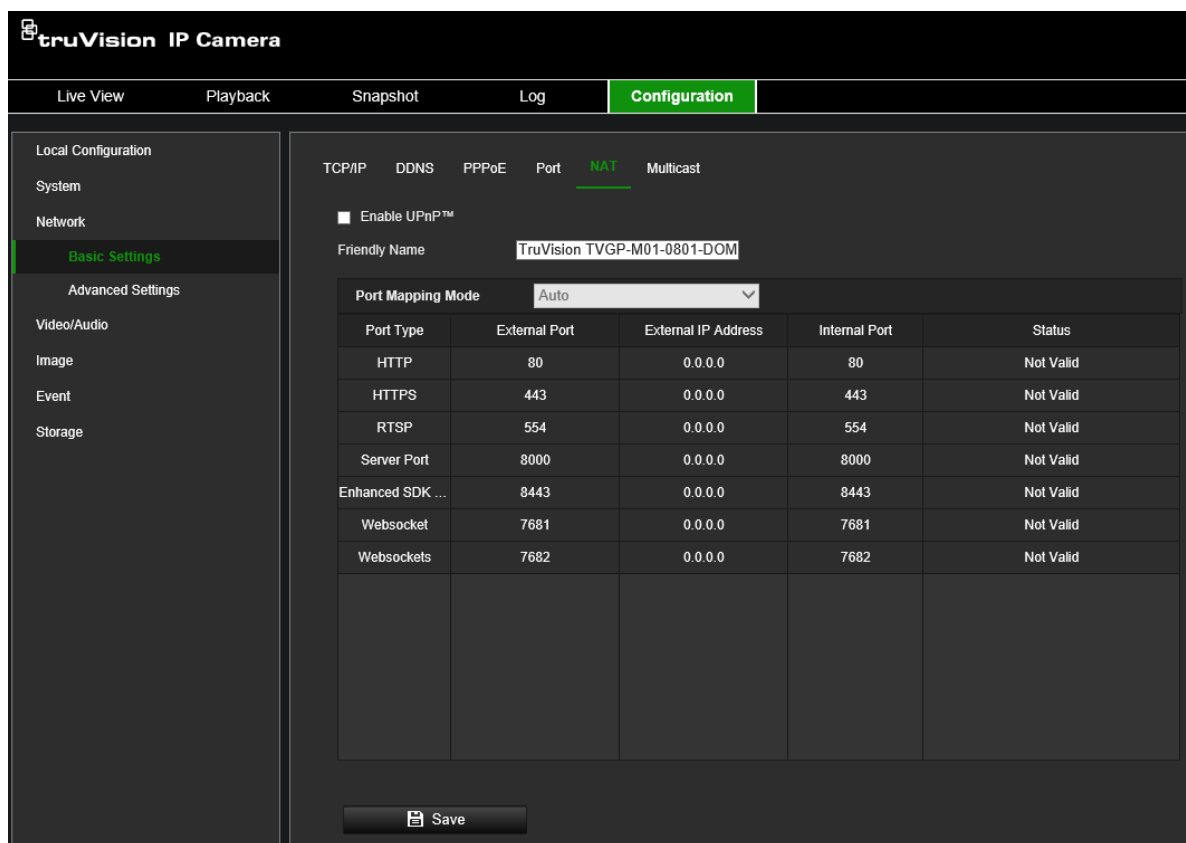 truVision IP Camera
Live View Playback Snapshot Log Configuration
Local Configuration
System
Network
Basic Settings
Advanced Settings
Video/Audio
Image
Event
Storage
TCP/IP DDNS PPPoE Port NAT Multicast
Enable UPnP™
Friendly Name TruVision TVGP-M01-0801-DOM
Port Mapping Mode Auto
Port Type External Port External IP Address Internal Port Status
HTTP 80 0.0.0.0 80 Not Valid
HTTPS 443 0.0.0.0 443 Not Valid
RTSP 554 0.0.0.0 554 Not Valid
Server Port 8000 0.0.0.0 8000 Not Valid
Enhanced SDK ... 8443 0.0.0.0 8443 Not Valid
Websocket 7681 0.0.0.0 7681 Not Valid
Websockets 7682 0.0.0.0 7682 Not Valid
Save